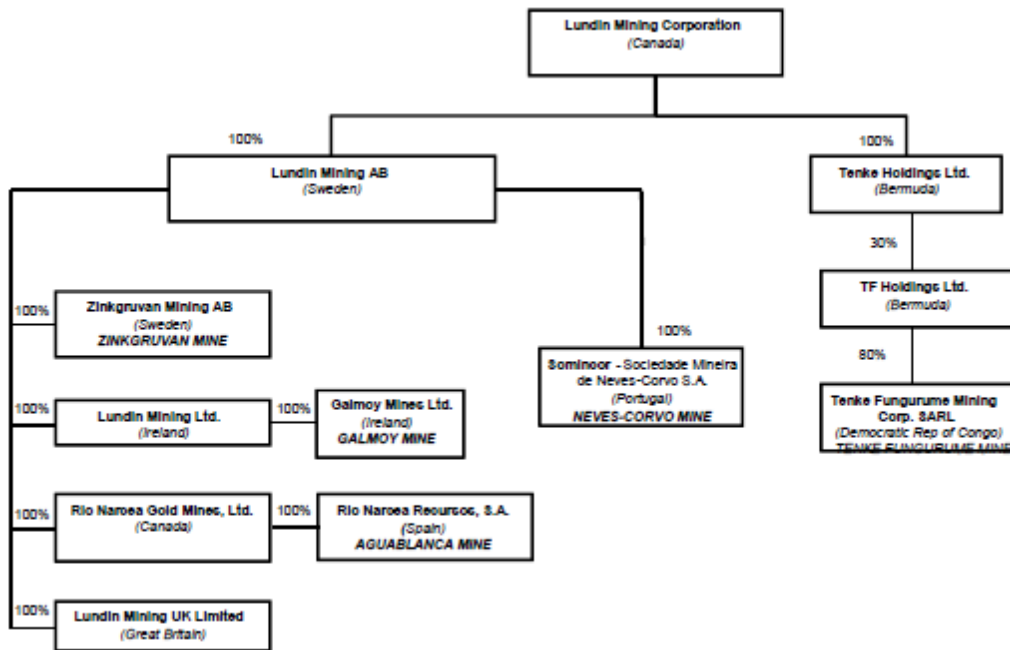 Lundin Mining Corporation
(Canada)
100%
100%
Lundin Mining AB
(Sweden)
Tenke Holdings Ltd.
(Bermuda)
30%
100%
Zinkgruvan Mining AB
(Sweden)
ZINKGRUVAN MINE
TF Holdings Ltd.
(Bermuda)
100%
80%
Somincor - Sociedade Mineira
de Neves-Corvo S.A.
(Portugal)
NEVES-CORVO MINE
100%
Lundin Mining Ltd.
(Ireland)
100%
Galmoy Mines Ltd.
(Ireland)
GALMOY MINE
Tenke Fungurume Mining
Corp. SARL
(Democratic Rep of Congo)
TENKE FUNGURUME MINE
100%
Rio Narcea Gold Mines, Ltd.
(Canada)
100%
Rio Narcea Recursos, S.A.
(Spain)
AGUABLANCA MINE
100%
Lundin Mining UK Limited
(Great Britain)